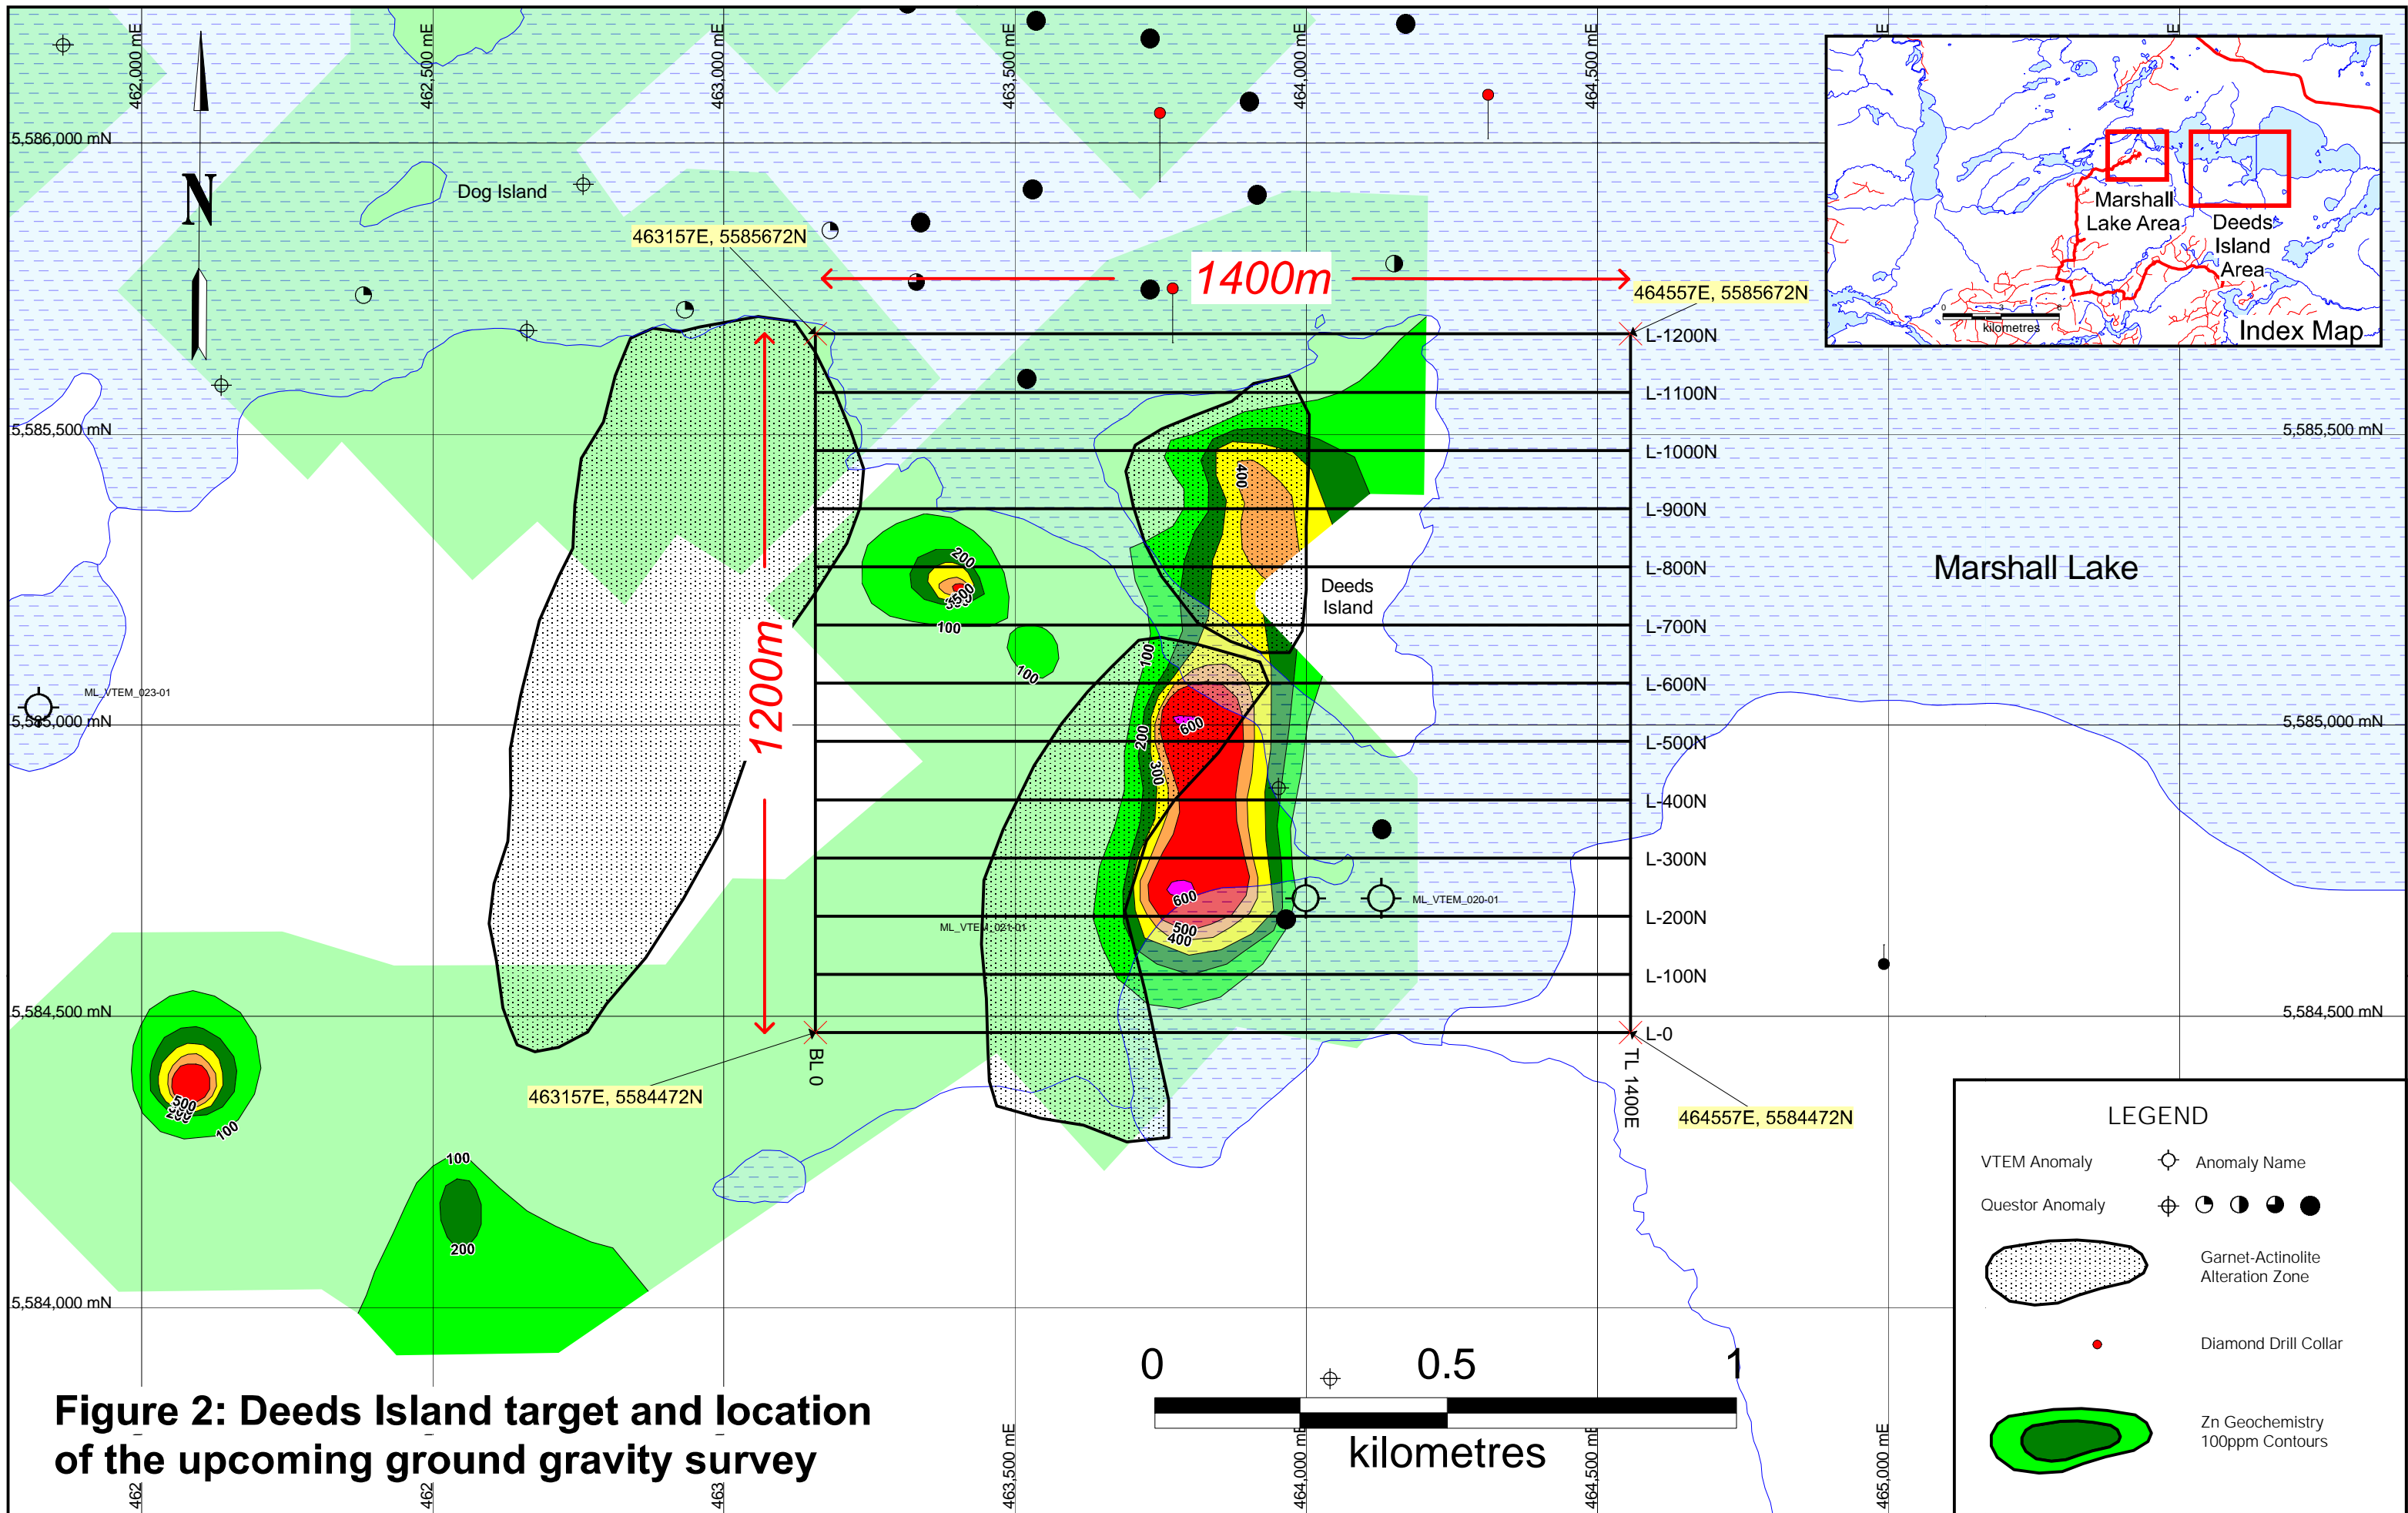 462,000 mE
462,500 mE
463,000 mE
463,500 mE
464,000 mE
464,500 mE
E
E
5,586,000 mN
N
Dog Island
463157E, 5585672N
1400m
464557E, 5585672N
Marshall
Lake Area
Deeds
Island
Area
0
kilometres
Index Map
L-1200N
L-1100N
5,585,500 mN
5,585,500 mN
L-1000N
400
L-900N
200
L-800N
Marshall Lake
Deeds
Island
500
100
L-700N
1200m
100
100
L-600N
ML_VTEM_023-01
5,585,000 mN
600
5,585,000 mN
200
L-500N
300
L-400N
L-300N
600
ML_VTEM_020-01
L-200N
ML_VTEM_021-01
500
400
L-100N
5,584,500 mN
5,584,500 mN
L-0
BL 0
TL 1400E
463157E, 5584472N
464557E, 5584472N
500
200
100
100
200
5,584,000 mN
LEGEND
VTEM Anomaly
Anomaly Name
Questor Anomaly
Garnet-Actinolite
Alteration Zone
Diamond Drill Collar
Zn Geochemistry
100ppm Contours
0 0.5 1
kilometres
Figure 2: Deeds Island target and location
of the upcoming ground gravity survey
462
462
463
463,500 mE
464,000 mE
464,500 mE
465,000 mE